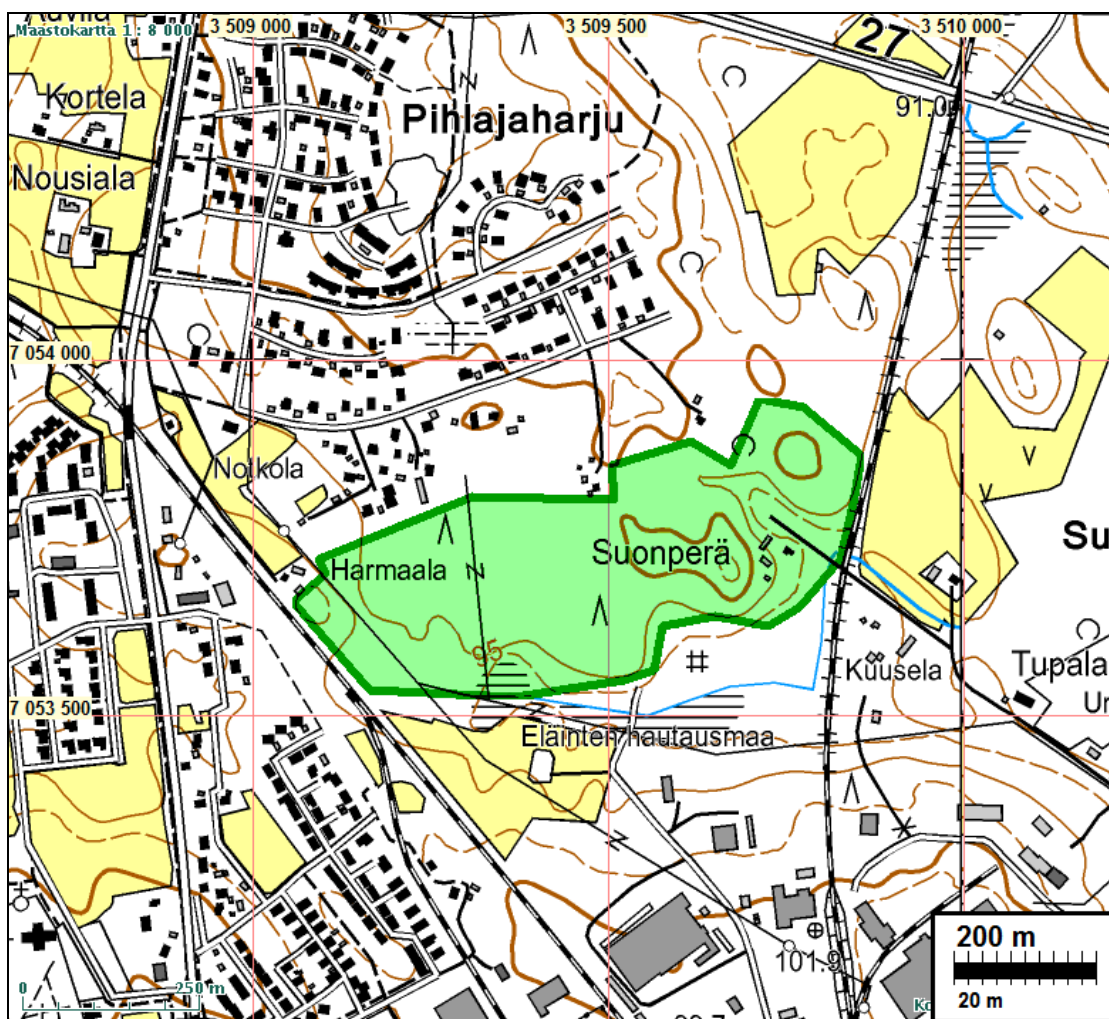 Maastokartta 1 : 8 000
3 509 000
3 509 500
3 510 000
27
Kortela
Pihlajaharju
91.0
Nousiala
7 054 000
Notkola
Harmaala
Suonperä
Su
95
Kuusela
Tupala
7 053 500
Eläinten hautausmaa
101.9
200 m
20 m
0
250 m